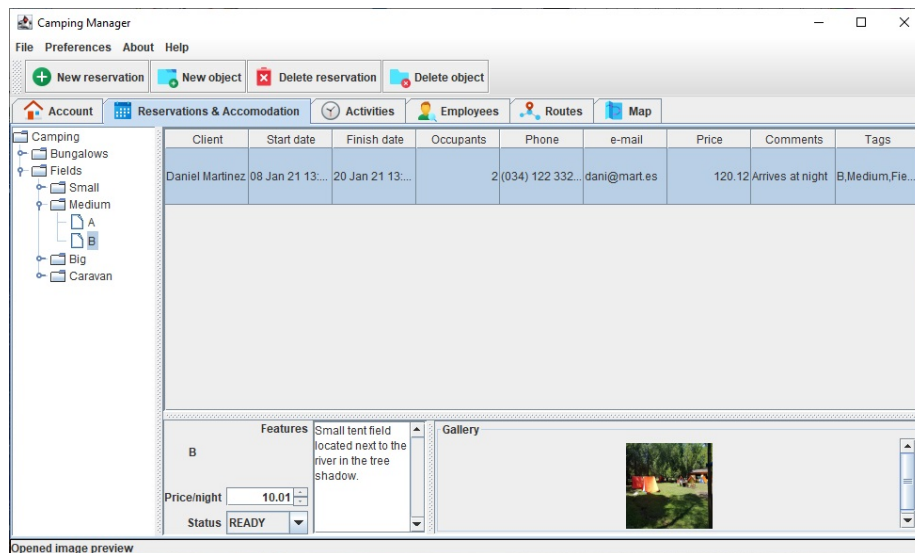 Camping Manager
File Preferences About Help
New reservation New object Delete reservation Delete object
Account Reservations & Accomodation Activities Employees Routes Map
Camping
Bungalows
Fields
Small
Medium
A
B
Big
Caravan
Client Start date Finish date Occupants Phone e-mail Price Comments Tags
Daniel Martinez 08 Jan 21 13:... 20 Jan 21 13:... 2 (034) 122 332... dani@mart.es 120.12 Arrives at night B,Medium,Fie...
Features
B
Price/night 10.01
Status READY
Small tent field
located next to the
river in the tree
shadow.
Gallery
Opened image preview